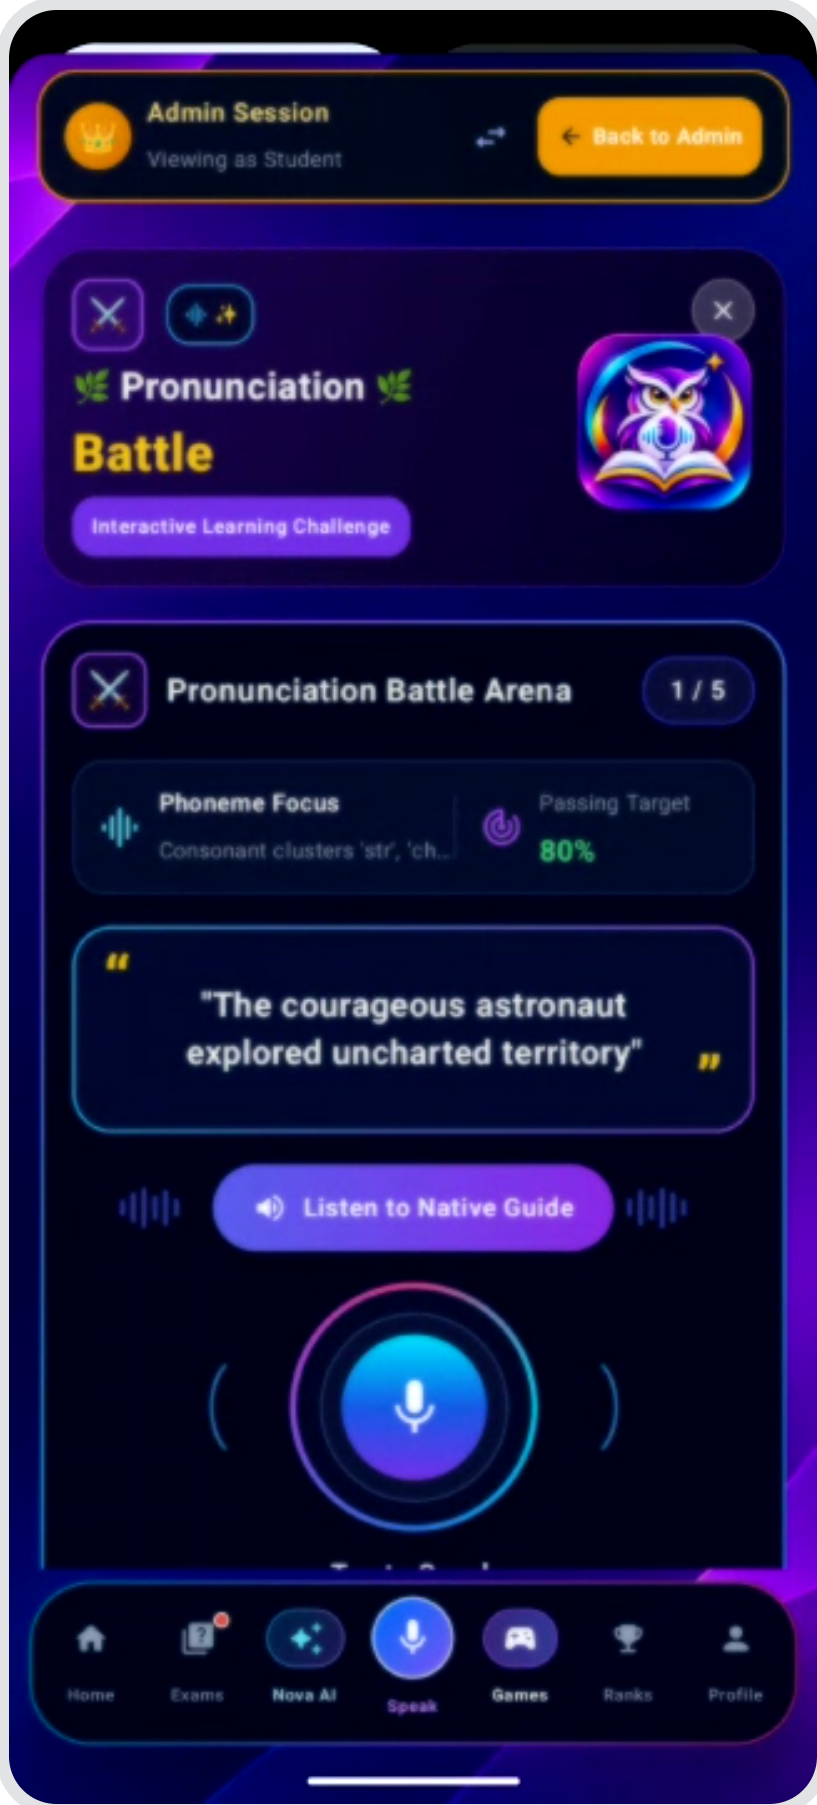 Admin Session
Viewing as Student
← Back to Admin
Pronunciation
Battle
Interactive Learning Challenge
Pronunciation Battle Arena
1 / 5
Phoneme Focus
Consonant clusters 'str', 'ch...
Passing Target
80%
“
"The courageous astronaut
explored uncharted territory"
”
Listen to Native Guide
Home
Exams
Nova AI
Speak
Games
Ranks
Profile